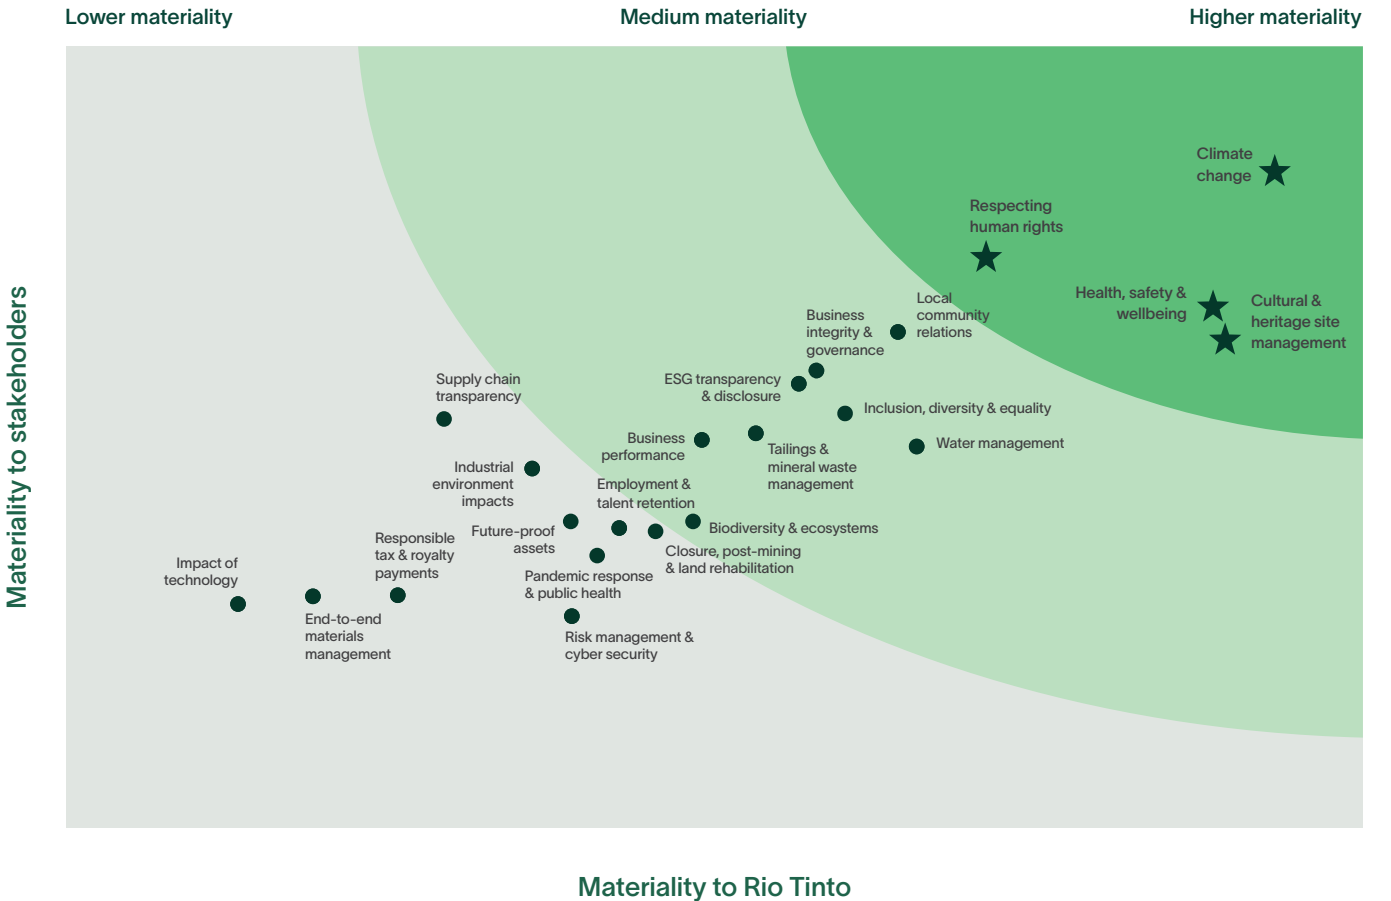 Lower materiality
Medium materiality
Higher materiality
Materiality to stakeholders
Climate
change
Respecting
human rights
Health, safety &
wellbeing
Cultural &
heritage site
management
Local
community
relations
Business
integrity &
governance
ESG transparency
& disclosure
Supply chain
transparency
Inclusion, diversity & equality
Business
performance
Water management
Tailings &
mineral waste
management
Industrial
environment
impacts
Employment &
talent retention
Future-proof
assets
Biodiversity & ecosystems
Responsible
tax & royalty
payments
Closure, post-mining
& land rehabilitation
Impact of
technology
Pandemic response
& public health
End-to-end
materials
management
Risk management &
cyber security
Materiality to Rio Tinto